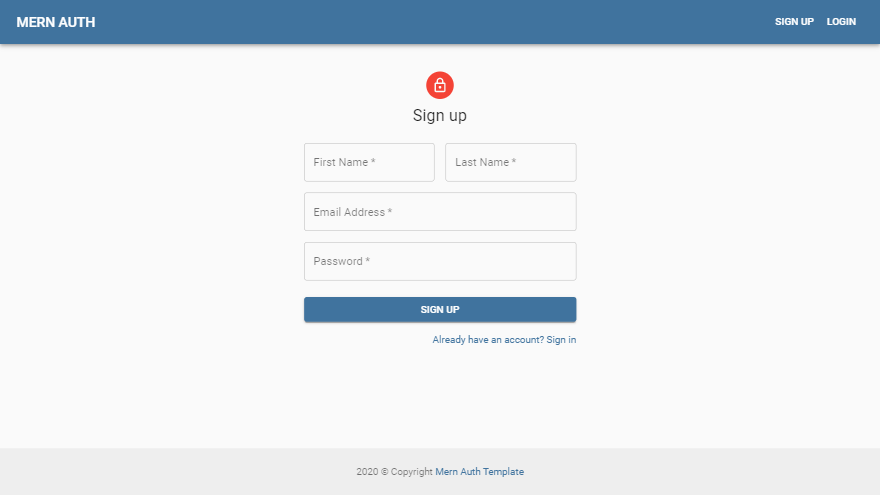 MERN AUTH
SIGN UP LOGIN
Sign up
First Name * Last Name *
Email Address *
Password *
SIGN UP
Already have an account? Sign in
2020 © Copyright Mern Auth Template